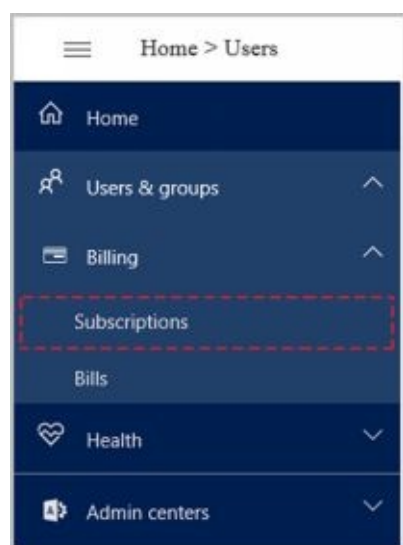 Home > Users
Home
Users & groups
Billing
Subscriptions
Bills
Health
Admin centers